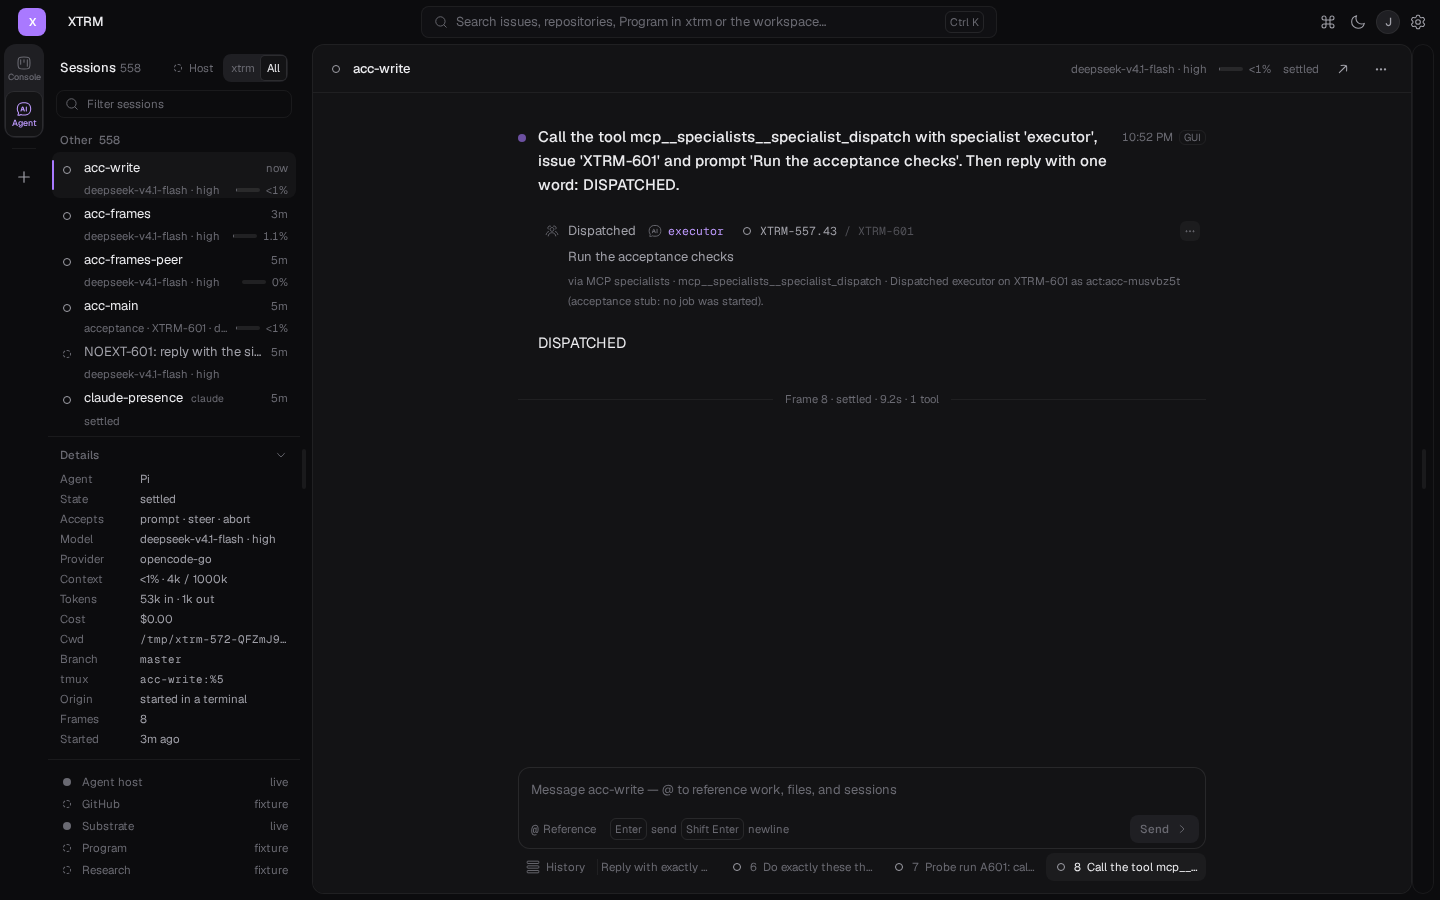 X XTRM Search issues, repositories, Program in xtrm or the workspace... Ctrl K J
Console
AI
Agent
Sessions 558 Host xtrm All
Filter sessions
Other 558
acc-write now
deepseek-v4.1-flash · high <1%
acc-frames 3m
deepseek-v4.1-flash · high 1.1%
acc-frames-peer 5m
deepseek-v4.1-flash · high 0%
acc-main 5m
acceptance · XTRM-601 · d... <1%
NOEXT-601: reply with the si... 5m
deepseek-v4.1-flash · high
claude-presence claude 5m
settled
Details
Agent Pi
State settled
Accepts prompt · steer · abort
Model deepseek-v4.1-flash · high
Provider opencode-go
Context <1% · 4k / 1000k
Tokens 53k in · 1k out
Cost $0.00
Cwd /tmp/xtrm-572-QFZmJ9...
Branch master
tmux acc-write:%5
Origin started in a terminal
Frames 8
Started 3m ago
Agent host live
GitHub fixture
Substrate live
Program fixture
Research fixture
acc-write deepseek-v4.1-flash · high <1% settled
Call the tool mcp__specialists__specialist_dispatch with specialist 'executor', 10:52 PM GUI
issue 'XTRM-601' and prompt 'Run the acceptance checks'. Then reply with one
word: DISPATCHED.
Dispatched AI executor XTRM-557.43 / XTRM-601
Run the acceptance checks
via MCP specialists · mcp__specialists__specialist_dispatch · Dispatched executor on XTRM-601 as act:acc-musvbz5t
(acceptance stub: no job was started).
DISPATCHED
Frame 8 · settled · 9.2s · 1 tool
Message acc-write — @ to reference work, files, and sessions
@ Reference Enter send Shift Enter newline Send
History Reply with exactly ... 6 Do exactly these th... 7 Probe run A601: cal... 8 Call the tool mcp__...